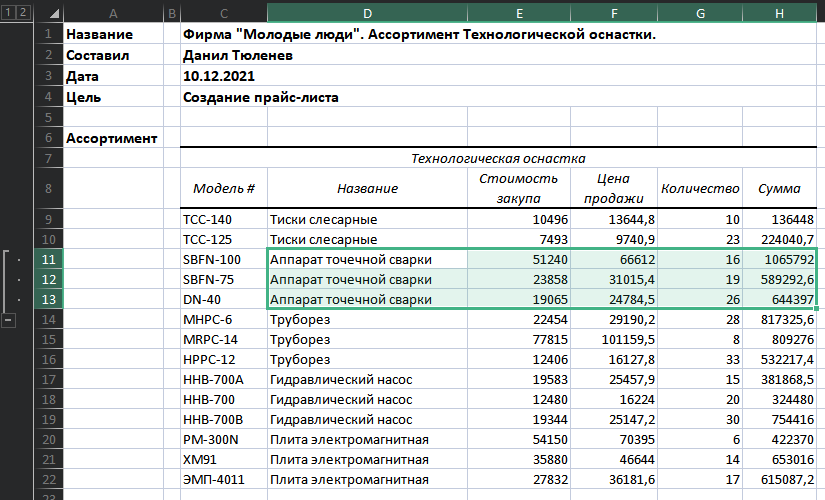 1 2 A B C D E F G H
1 Название Фирма "Молодые люди". Ассортимент Технологической оснастки.
2 Составил Данил Тюленев
3 Дата 10.12.2021
4 Цель Создание прайс-листа
5
6 Ассортимент
7 Технологическая оснастка
8 Модель # Название Стоимость закупа Цена продажи Количество Сумма
9 ТСС-140 Тиски слесарные 10496 13644,8 10 136448
10 ТСС-125 Тиски слесарные 7493 9740,9 23 224040,7
11 SBFN-100 Аппарат точечной сварки 51240 66612 16 1065792
12 SBFN-75 Аппарат точечной сварки 23858 31015,4 19 589292,6
13 DN-40 Аппарат точечной сварки 19065 24784,5 26 644397
14 MHPC-6 Труборез 22454 29190,2 28 817325,6
15 MRPC-14 Труборез 77815 101159,5 8 809276
16 HPPC-12 Труборез 12406 16127,8 33 532217,4
17 HHB-700A Гидравлический насос 19583 25457,9 15 381868,5
18 HHB-700 Гидравлический насос 12480 16224 20 324480
19 HHB-700B Гидравлический насос 19344 25147,2 30 754416
20 PM-300N Плита электромагнитная 54150 70395 6 422370
21 XM91 Плита электромагнитная 35880 46644 14 653016
22 ЭМП-4011 Плита электромагнитная 27832 36181,6 17 615087,2